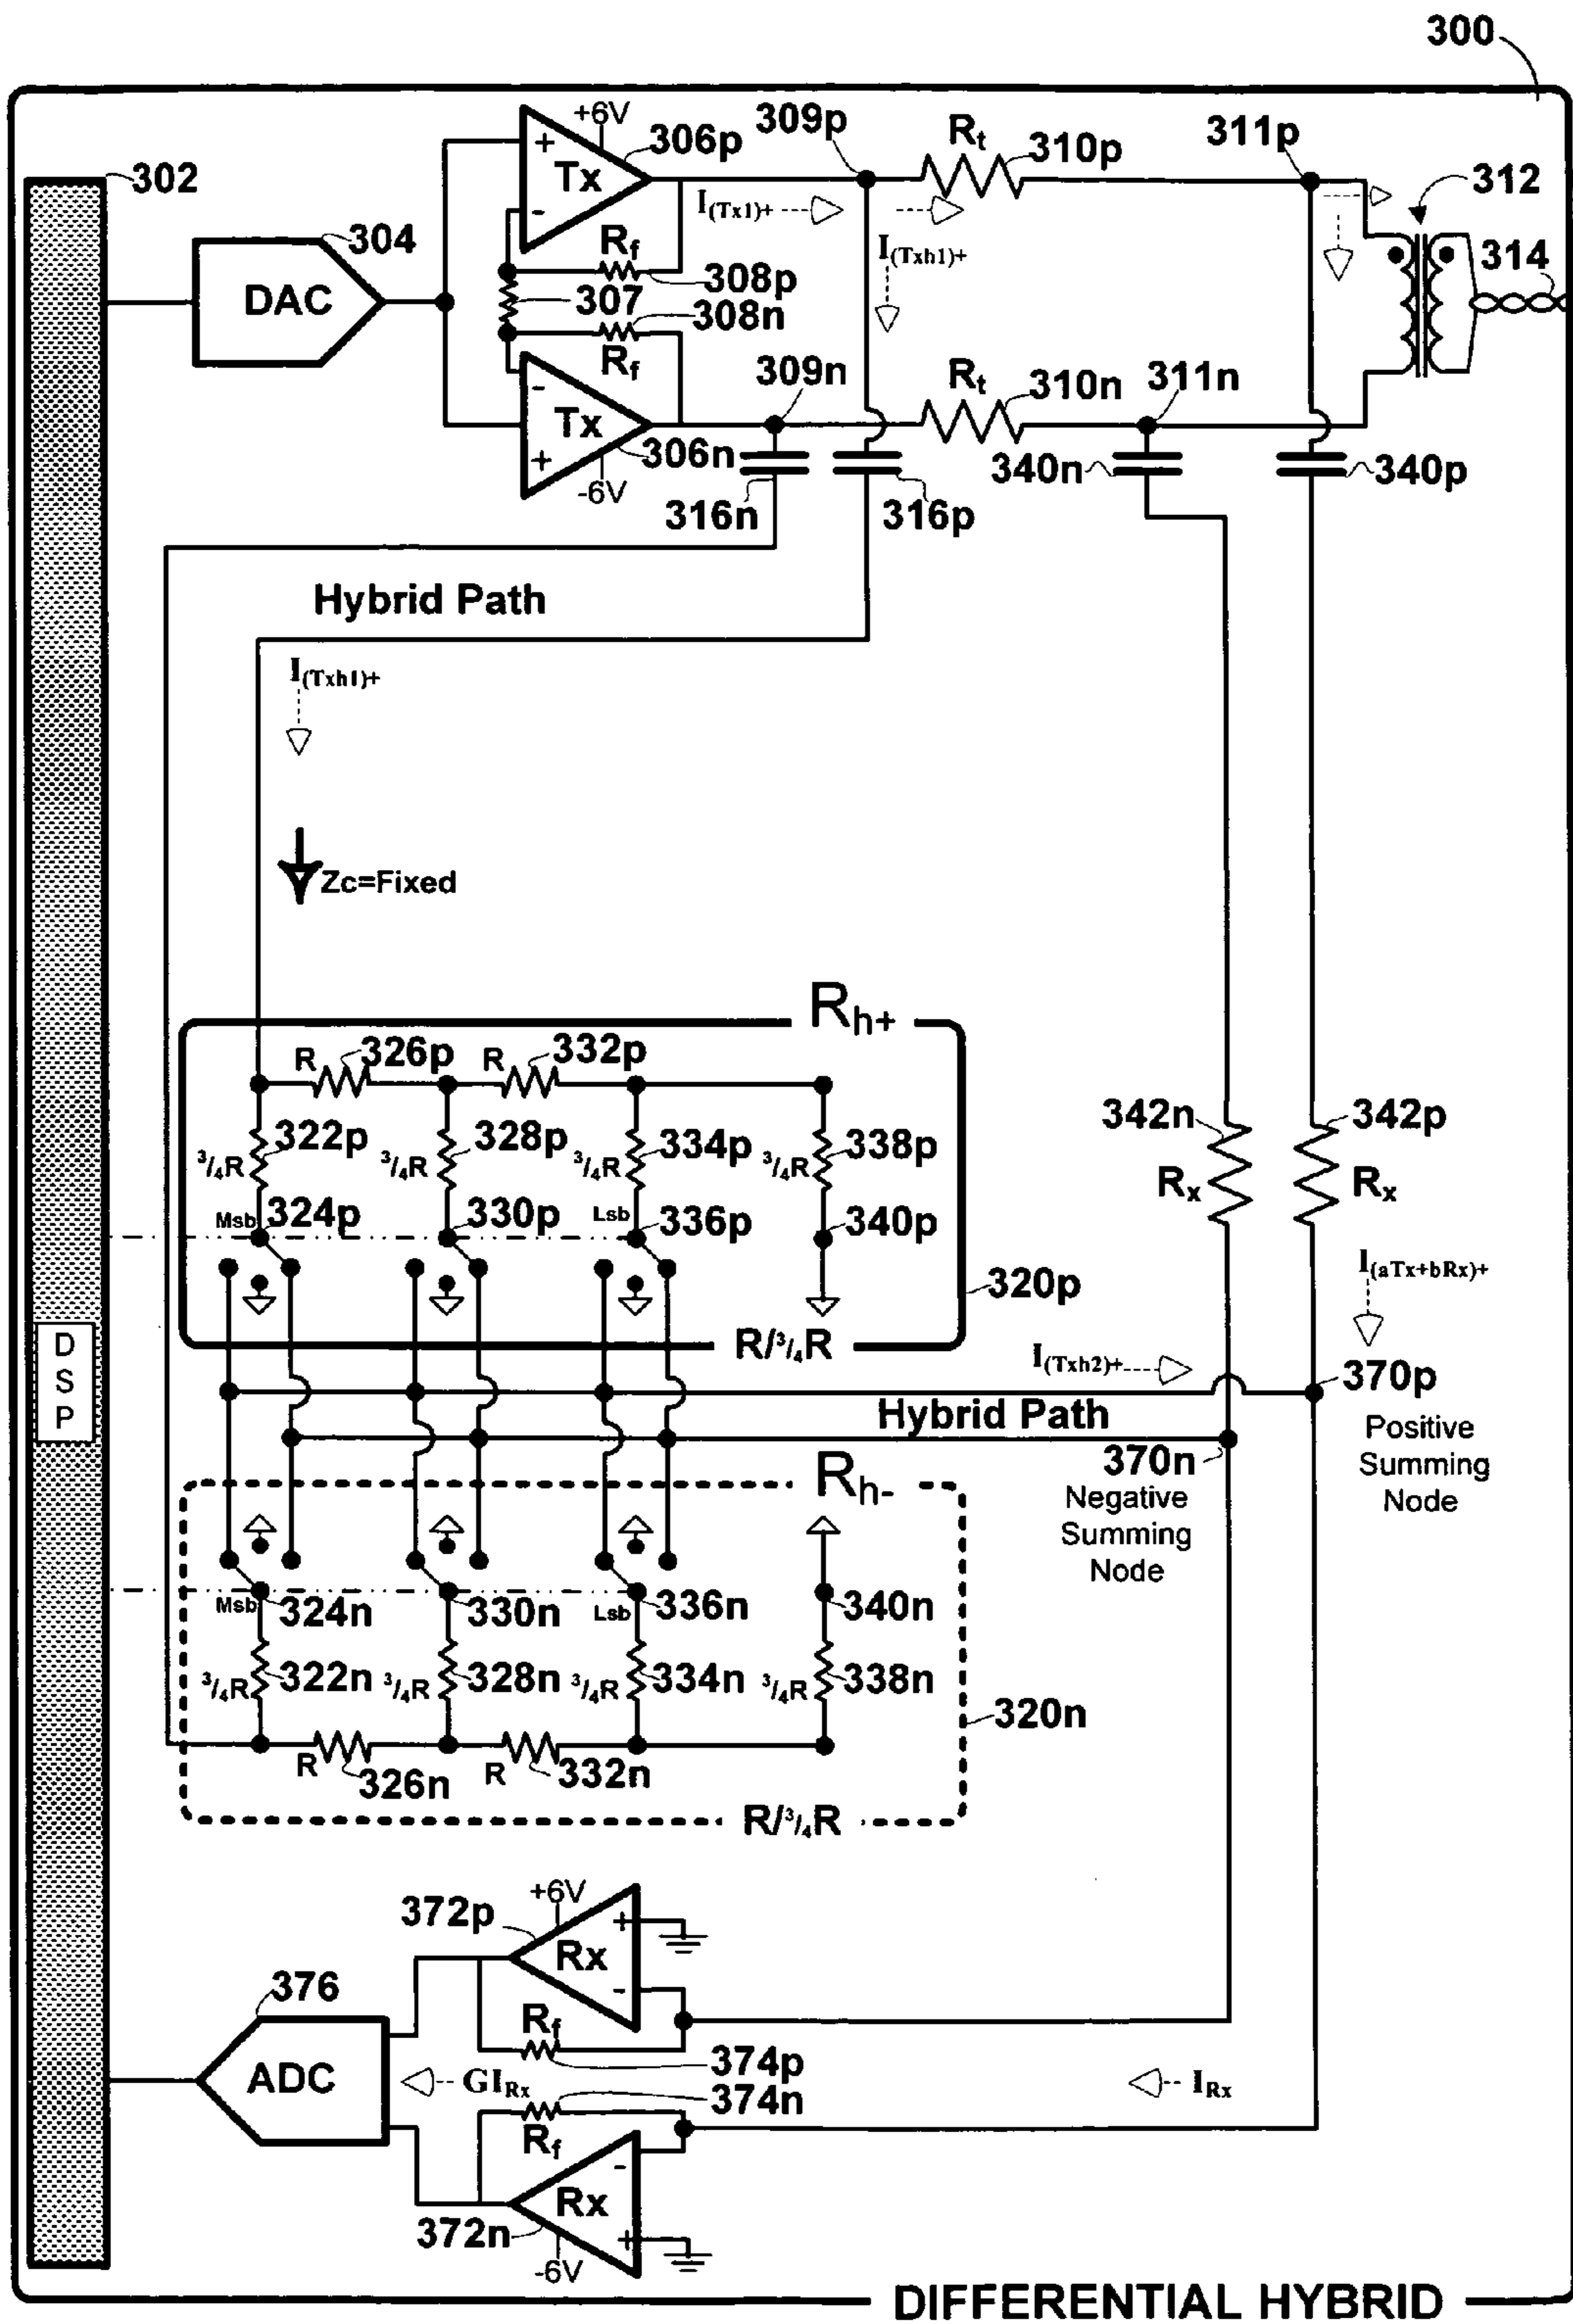 300
302
+6V
306p
309p
Rt
310p
311p
312
+
Tx
-
I(Tx1)+
304
Rf
I(Txh1)+
314
DAC
308p
307
308n
Rf
309n
Rt
310n
311n
-
Tx
+
306n
340n
340p
-6V
316n
316p
Hybrid Path
I(Txh1)+
Zc=Fixed
Rh+
R
326p
R
332p
322p
328p
334p
338p
3/4R
3/4R
3/4R
3/4R
342n
342p
Rx
Rx
Msb
324p
330p
Lsb
336p
340p
I(aTx+bRx)+
320p
R/3/4R
D
S
P
I(Txh2)+
370p
Hybrid Path
Positive
Summing
Node
370n
Negative
Summing
Node
Rh-
Msb
324n
330n
Lsb
336n
340n
3/4R
322n
3/4R
328n
3/4R
334n
3/4R
338n
320n
R
326n
R
332n
R/3/4R
+6V
372p
+
Rx
-
376
Rf
374p
ADC
GIRx
IRx
374n
Rf
-
Rx
372n
+
-6V
DIFFERENTIAL HYBRID